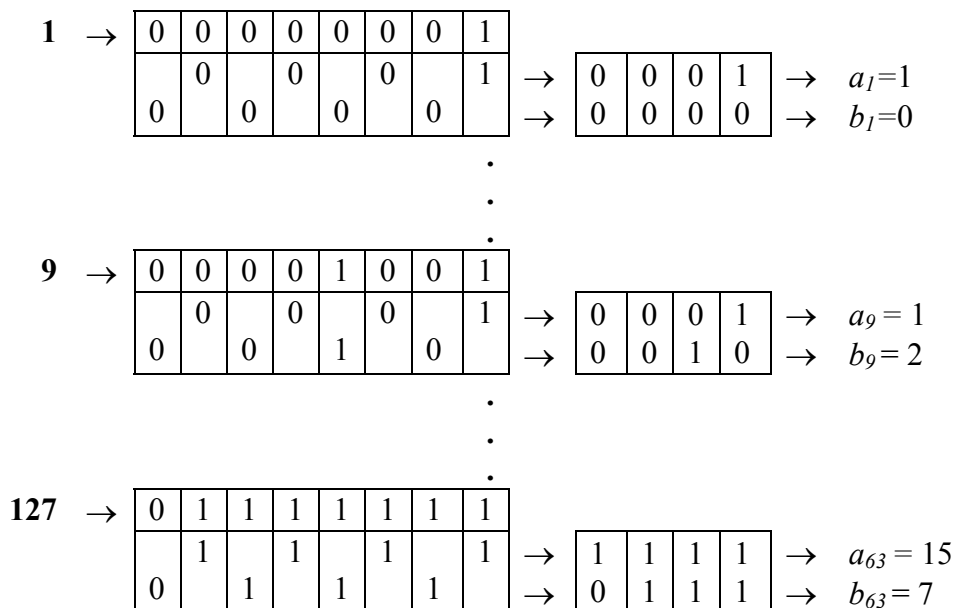 1 → 0 0 0 0 0 0 0 1
0 0 0 1 → 0 0 0 1 → a₁=1
0 0 0 0 → 0 0 0 0 → b₁=0
.
.
.
9 → 0 0 0 0 1 0 0 1
0 0 0 1 → 0 0 0 1 → a₉ = 1
0 0 1 0 → 0 0 1 0 → b₉ = 2
.
.
.
127 → 0 1 1 1 1 1 1 1
1 1 1 1 → 1 1 1 1 → a₆₃ = 15
0 1 1 1 → 0 1 1 1 → b₆₃ = 7